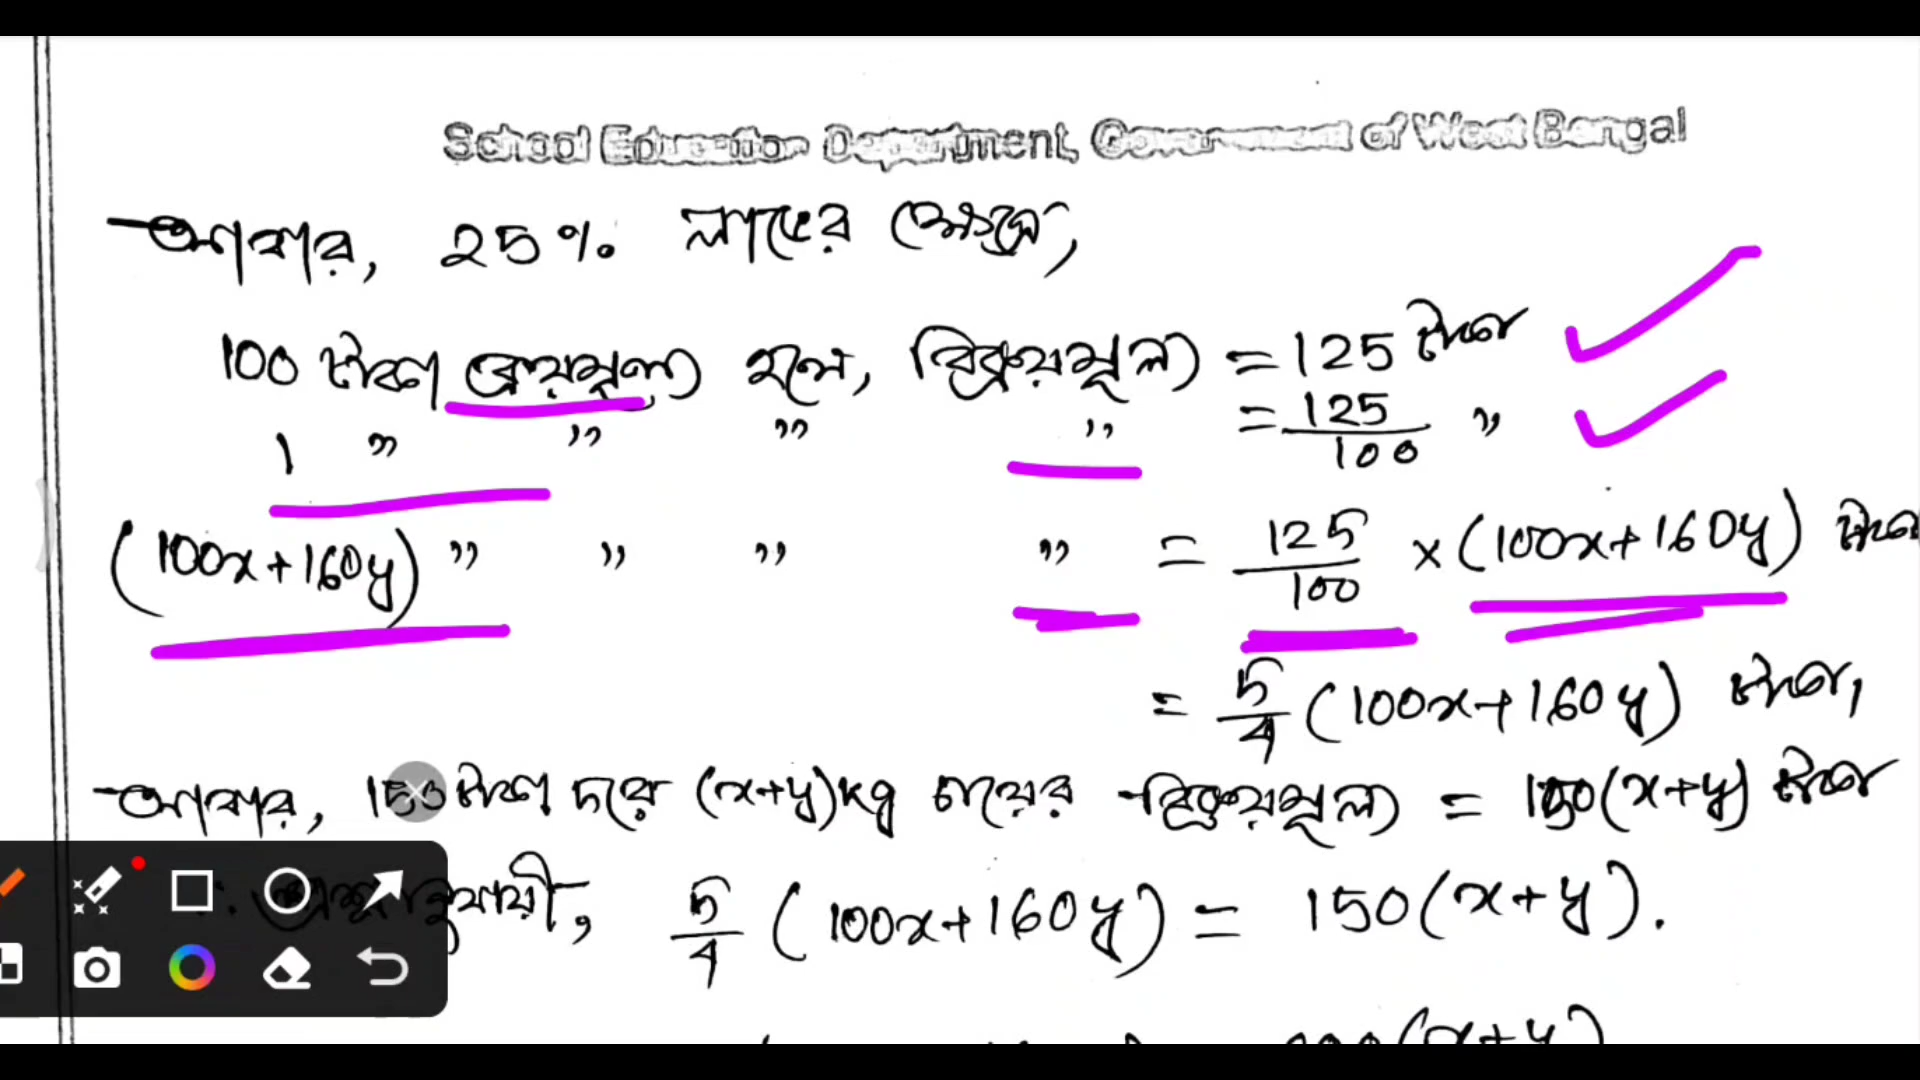 School Education Department, Government of West Bengal
আবার, 25% লাভের ক্ষেত্রে,
100 টাকা ক্রয়মূল্য হলে, বিক্রয়মূল্য = 125 টাকা
1 " " " " = 125/100 "
(100x+160y) " " " " = 125/100 × (100x+160y) টাকা
= 5/4 (100x+160y) টাকা,
আবার, 150 টাকা দরে (x+y)kg চায়ের বিক্রয়মূল্য = 150(x+y) টাকা
∴ প্রশ্নানুযায়ী, 5/4 (100x+160y) = 150(x+y).